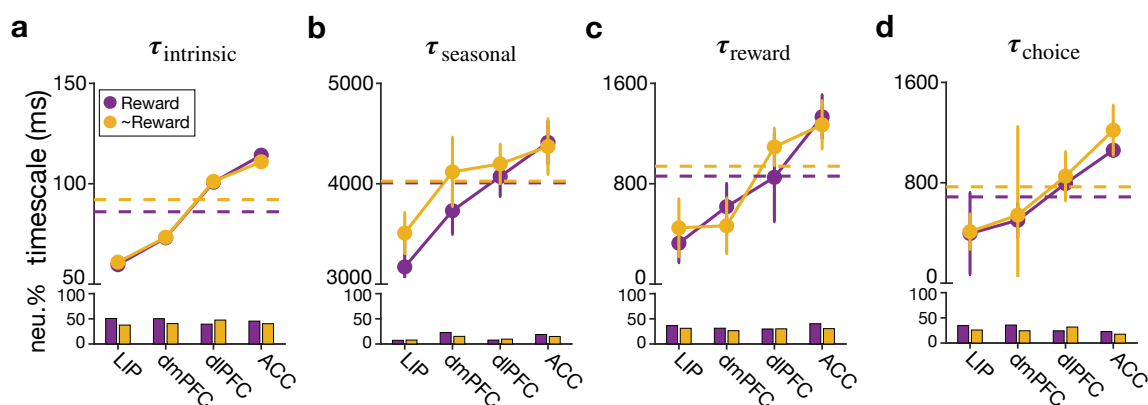 a
τintrinsic
b
τseasonal
c
τreward
d
τchoice
timescale (ms)
150
100
50
Reward
~Reward
5000
4000
3000
1600
800
0
1600
800
0
neu.%
100
50
0
LIP
dmPFC
dlPFC
ACC
100
50
0
LIP
dmPFC
dlPFC
ACC
100
50
0
LIP
dmPFC
dlPFC
ACC
100
50
0
LIP
dmPFC
dlPFC
ACC